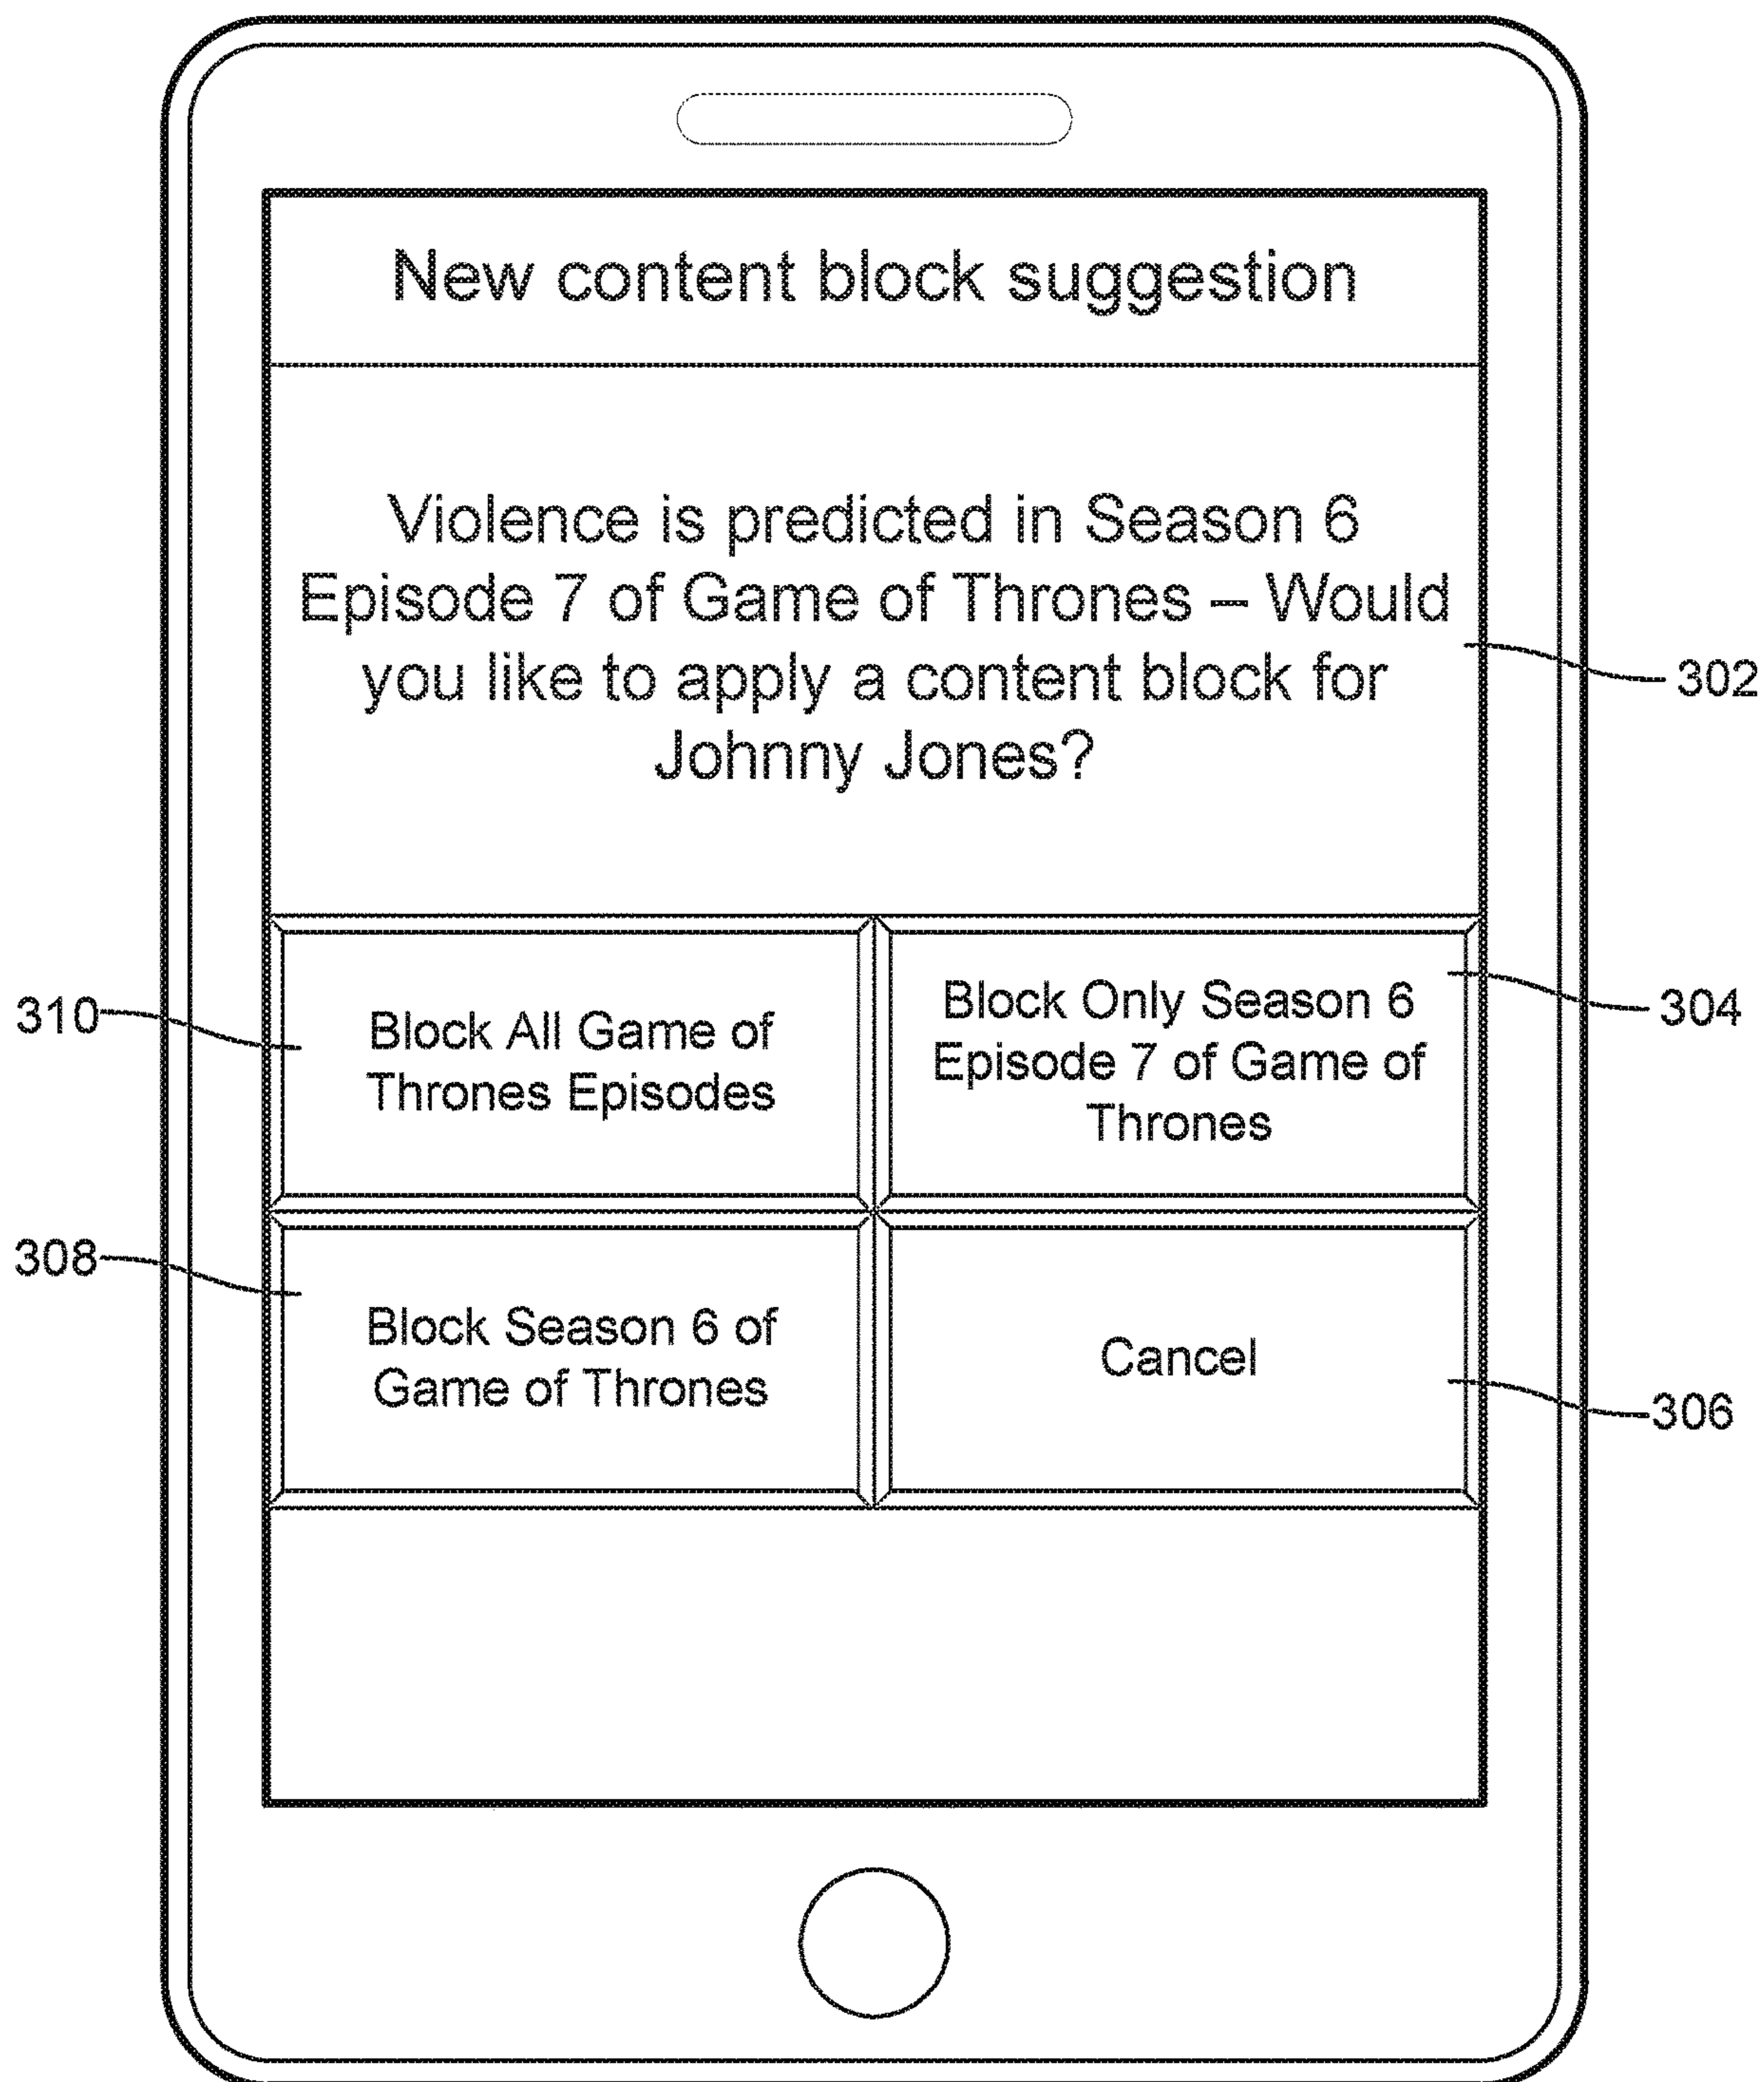 New content block suggestion
Violence is predicted in Season 6
Episode 7 of Game of Thrones – Would
you like to apply a content block for
Johnny Jones?
302
310
Block All Game of
Thrones Episodes
Block Only Season 6
Episode 7 of Game of
Thrones
304
308
Block Season 6 of
Game of Thrones
Cancel
306